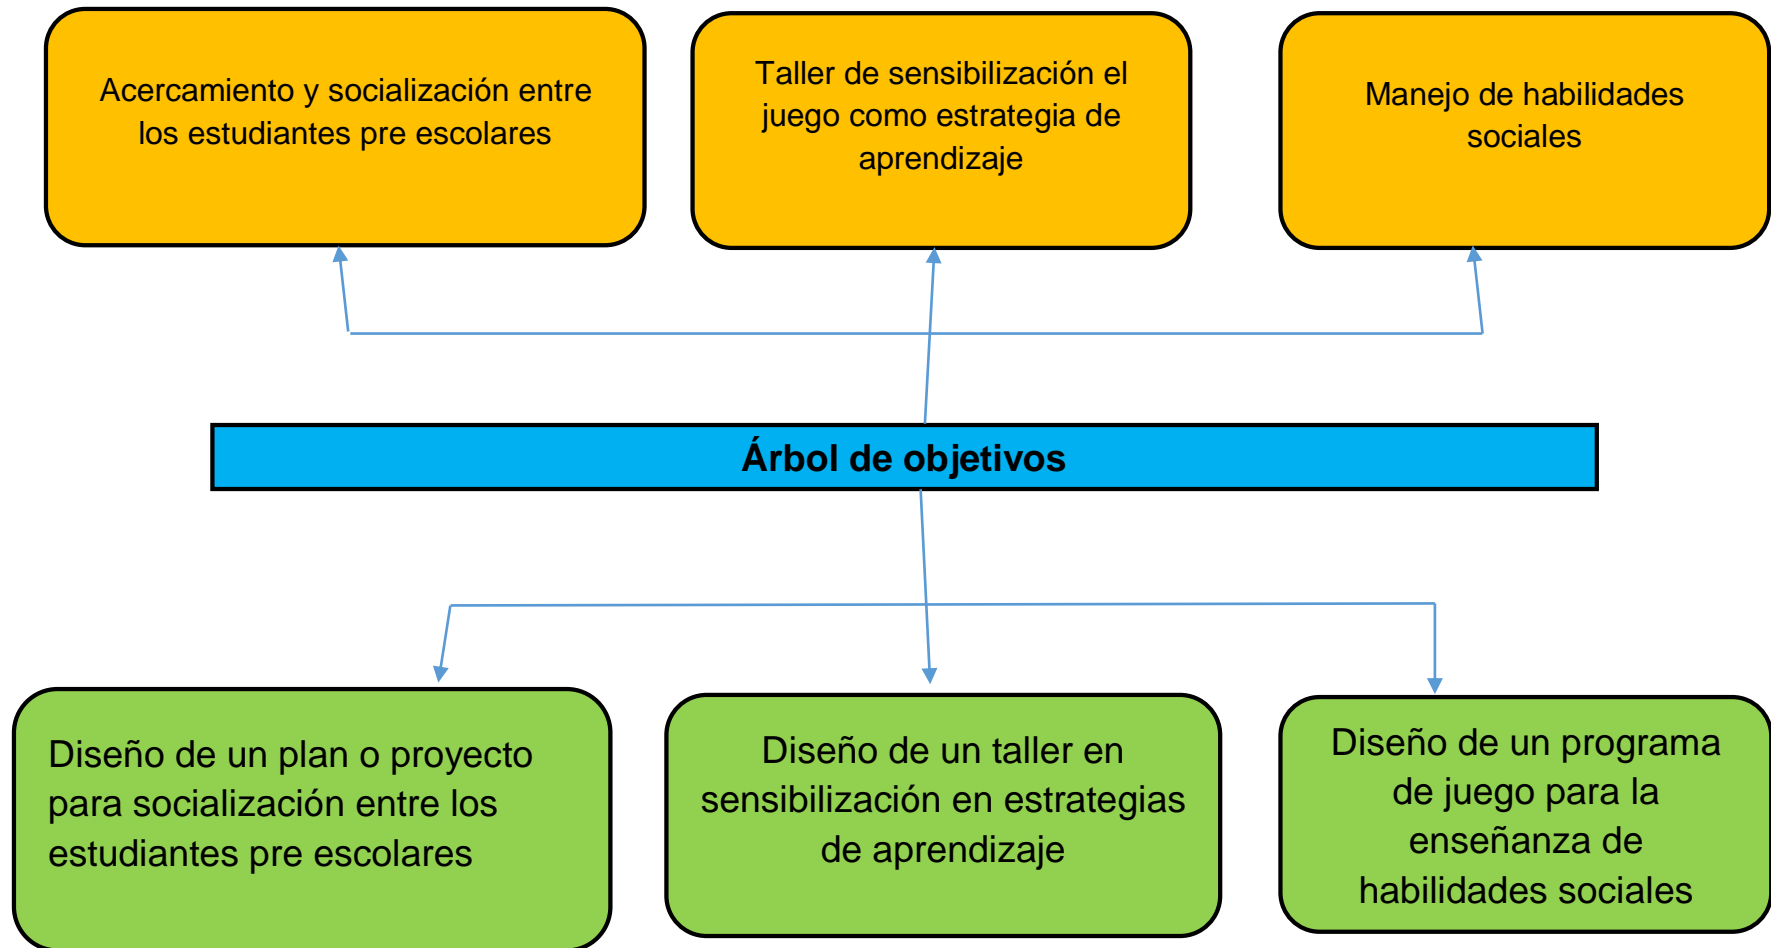 Acercamiento y socialización entre
los estudiantes pre escolares
Taller de sensibilización el
juego como estrategia de
aprendizaje
Manejo de habilidades
sociales
Árbol de objetivos
Diseño de un plan o proyecto
para socialización entre los
estudiantes pre escolares
Diseño de un taller en
sensibilización en estrategias
de aprendizaje
Diseño de un programa
de juego para la
enseñanza de
habilidades sociales